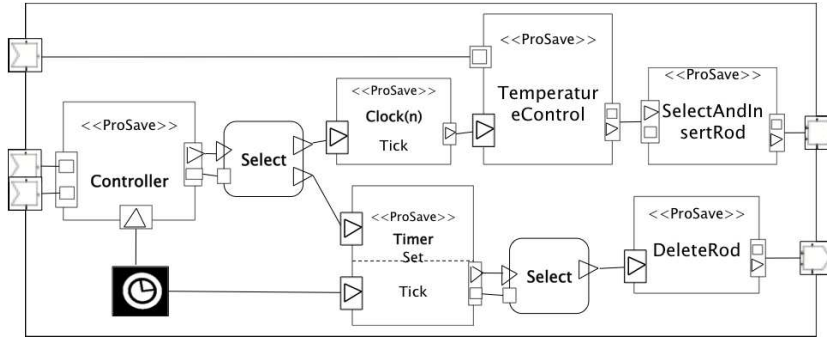 <<ProSave>>
Controller
Select
<<ProSave>>
Clock(n)
Tick
<<ProSave>>
Temperatur
eControl
<<ProSave>>
SelectAndIn
sertRod
<<ProSave>>
Timer
Set
Tick
Select
<<ProSave>>
DeleteRod